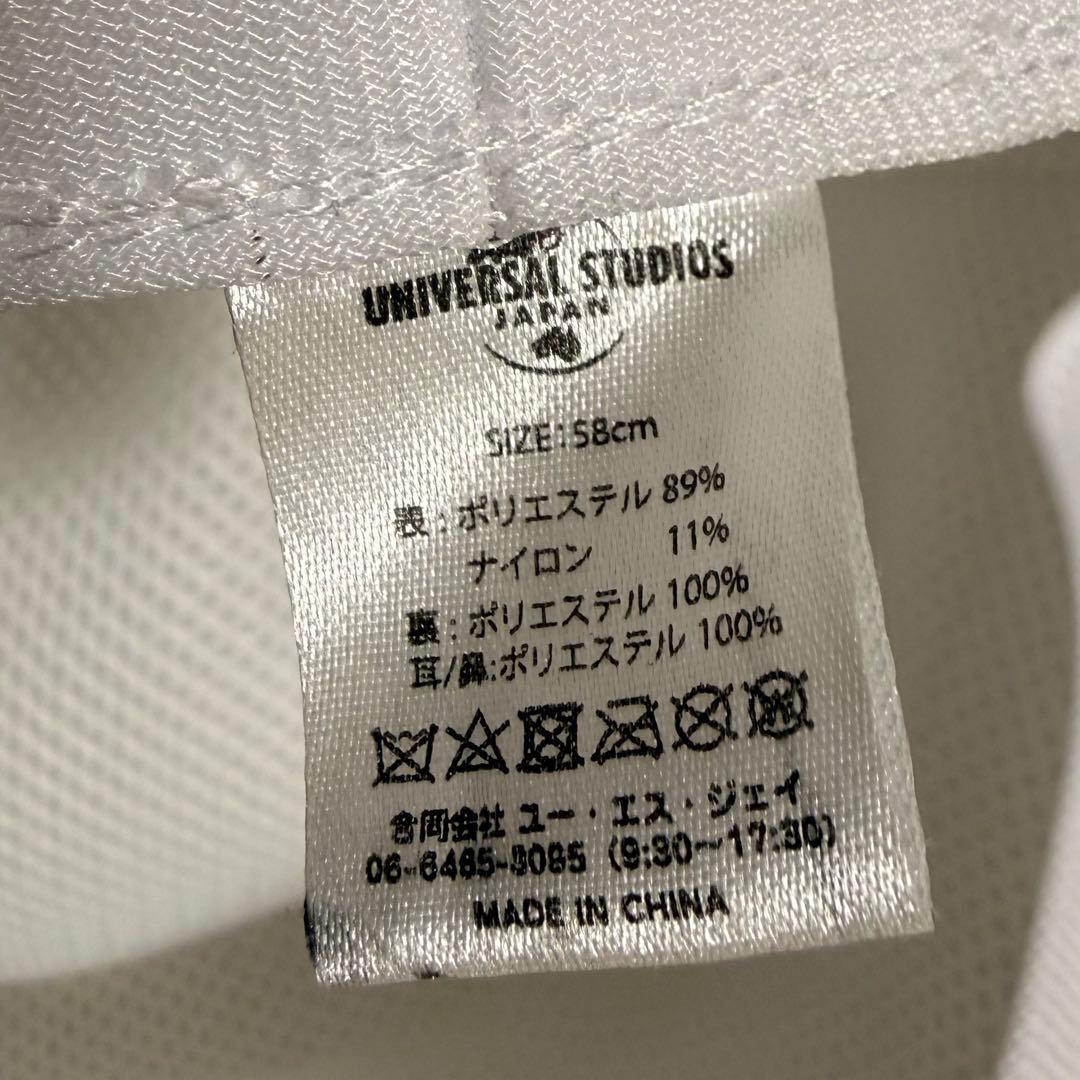 UNIVERSAL STUDIOS
JAPAN
SIZE:58cm
表:ポリエステル 89%
ナイロン 11%
裏:ポリエステル 100%
耳/鼻:ポリエステル 100%
合同会社 ユー・エス・ジェイ
06-6465-3095 (9:30~17:30)
MADE IN CHINA